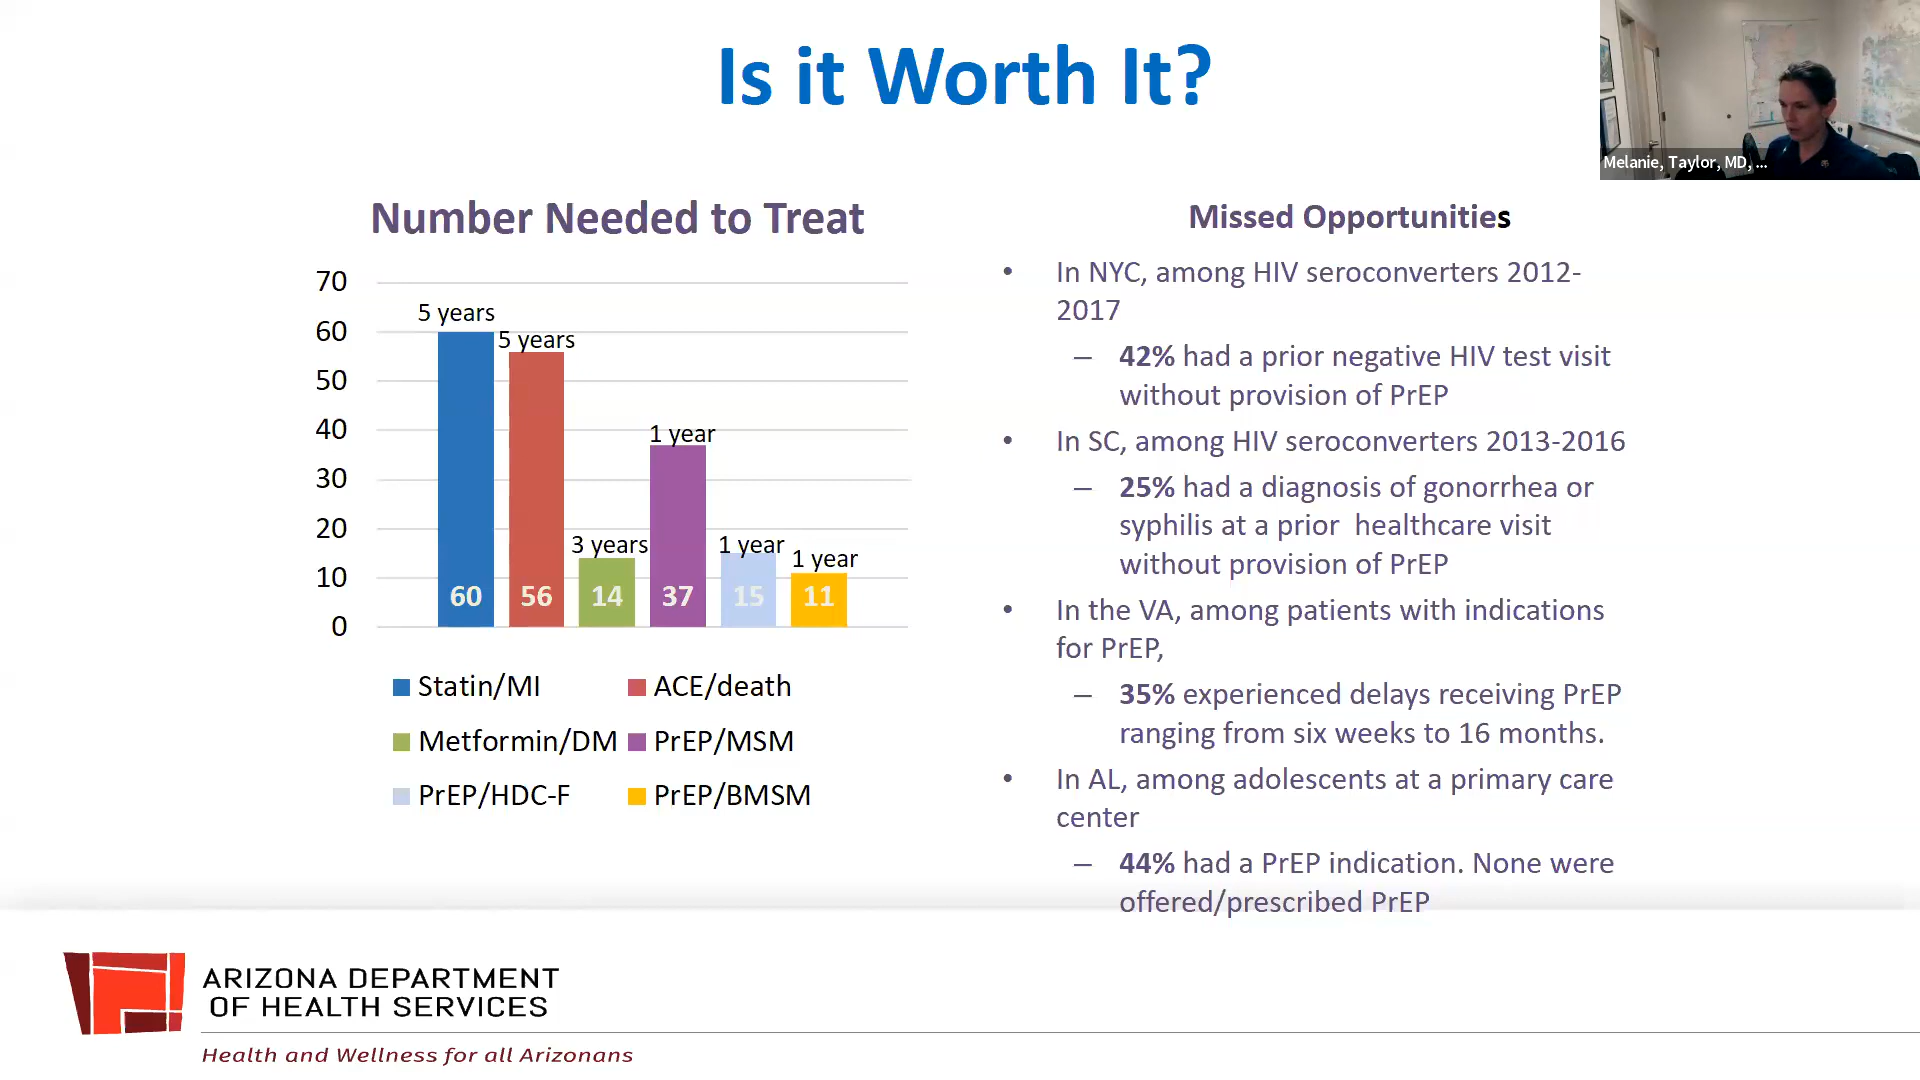 Is it Worth It?
Melanie, Taylor, MD, ...
Number Needed to Treat
70
60
50
40
30
20
10
0
5 years
5 years
3 years
1 year
1 year
1 year
60
56
14
37
15
11
Statin/MI
ACE/death
Metformin/DM
PrEP/MSM
PrEP/HDC-F
PrEP/BMSM
Missed Opportunities
• In NYC, among HIV seroconverters 2012-
2017
– 42% had a prior negative HIV test visit
without provision of PrEP
• In SC, among HIV seroconverters 2013-2016
– 25% had a diagnosis of gonorrhea or
syphilis at a prior healthcare visit
without provision of PrEP
• In the VA, among patients with indications
for PrEP,
– 35% experienced delays receiving PrEP
ranging from six weeks to 16 months.
• In AL, among adolescents at a primary care
center
– 44% had a PrEP indication. None were
offered/prescribed PrEP
ARIZONA DEPARTMENT
OF HEALTH SERVICES
Health and Wellness for all Arizonans